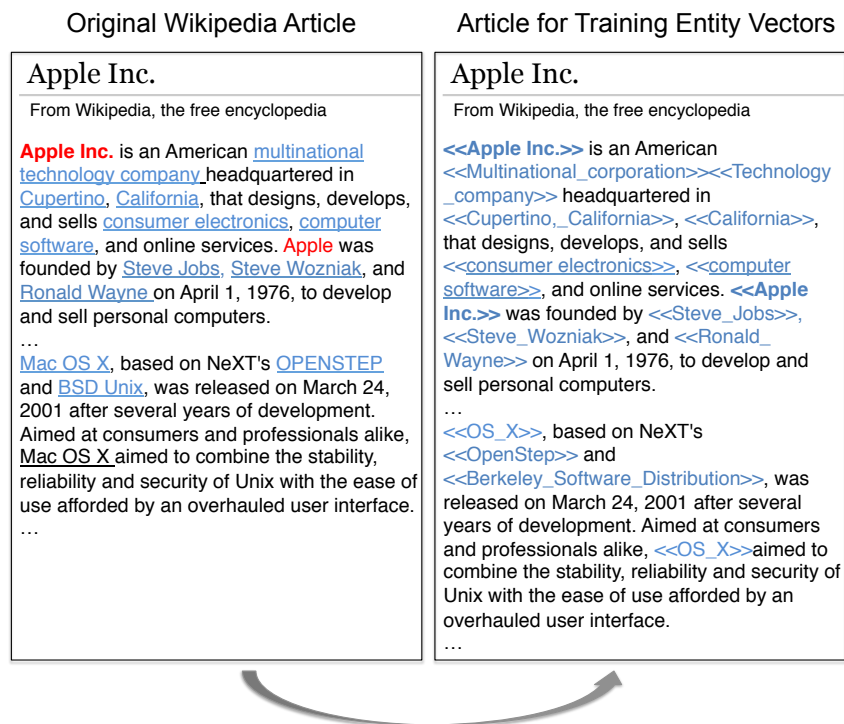 Original Wikipedia Article
Apple Inc.
From Wikipedia, the free encyclopedia
Apple Inc. is an American multinational
technology company headquartered in
Cupertino, California, that designs, develops,
and sells consumer electronics, computer
software, and online services. Apple was
founded by Steve Jobs, Steve Wozniak, and
Ronald Wayne on April 1, 1976, to develop
and sell personal computers.
…
Mac OS X, based on NeXT's OPENSTEP
and BSD Unix, was released on March 24,
2001 after several years of development.
Aimed at consumers and professionals alike,
Mac OS X aimed to combine the stability,
reliability and security of Unix with the ease of
use afforded by an overhauled user interface.
…
Article for Training Entity Vectors
Apple Inc.
From Wikipedia, the free encyclopedia
<<Apple Inc.>> is an American
<<Multinational_corporation>><<Technology
_company>> headquartered in
<<Cupertino,_California>>, <<California>>,
that designs, develops, and sells
<<consumer electronics>>, <<computer
software>>, and online services. <<Apple
Inc.>> was founded by <<Steve_Jobs>>,
<<Steve_Wozniak>>, and <<Ronald_
Wayne>> on April 1, 1976, to develop and
sell personal computers.
…
<<OS_X>>, based on NeXT's
<<OpenStep>> and
<<Berkeley_Software_Distribution>>, was
released on March 24, 2001 after several
years of development. Aimed at consumers
and professionals alike, <<OS_X>>aimed to
combine the stability, reliability and security of
Unix with the ease of use afforded by an
overhauled user interface.
…